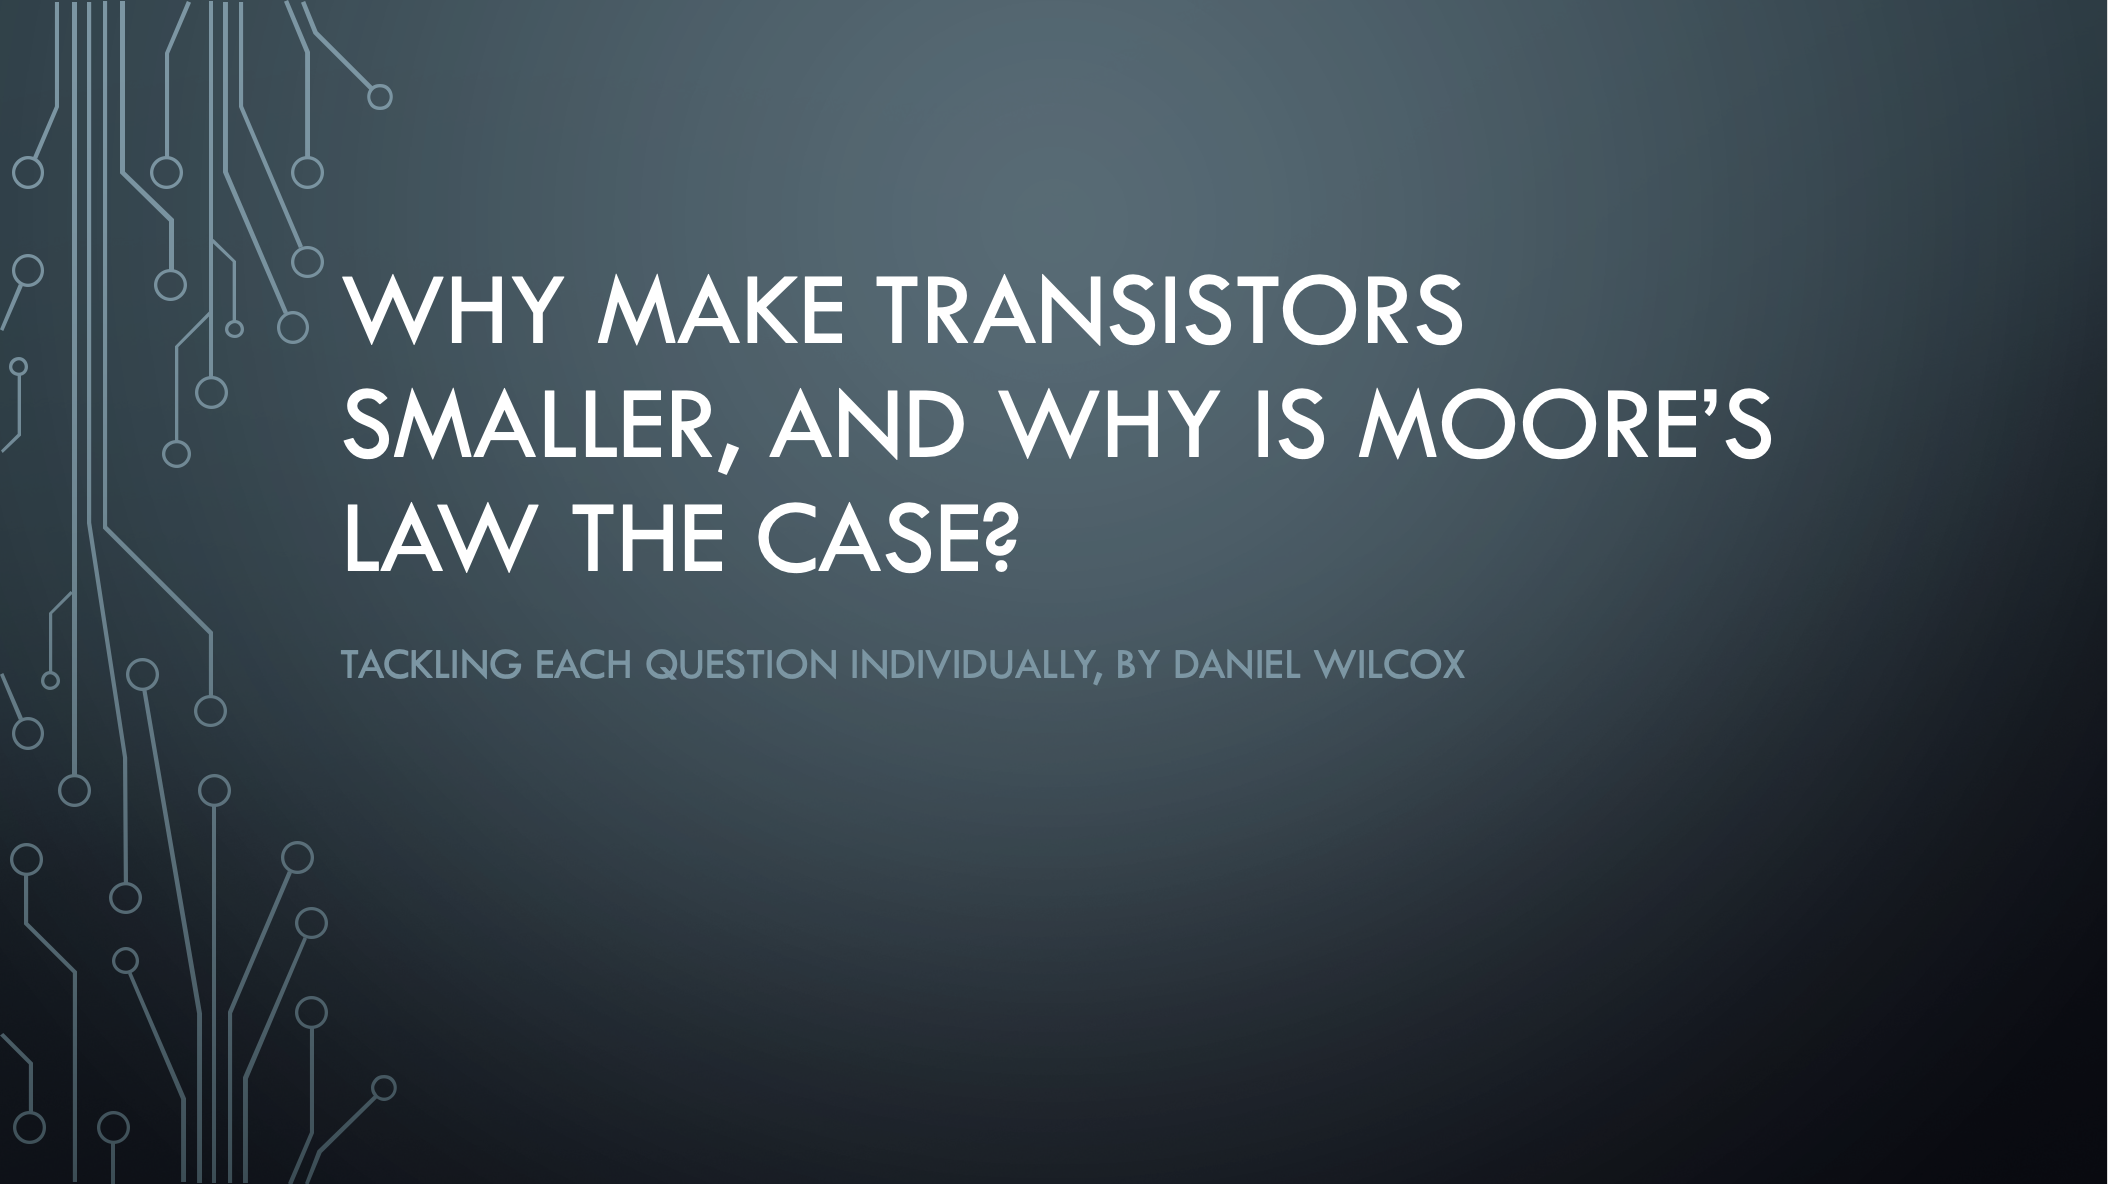 WHY MAKE TRANSISTORS
SMALLER, AND WHY IS MOORE’S
LAW THE CASE?
TACKLING EACH QUESTION INDIVIDUALLY, BY DANIEL WILCOX